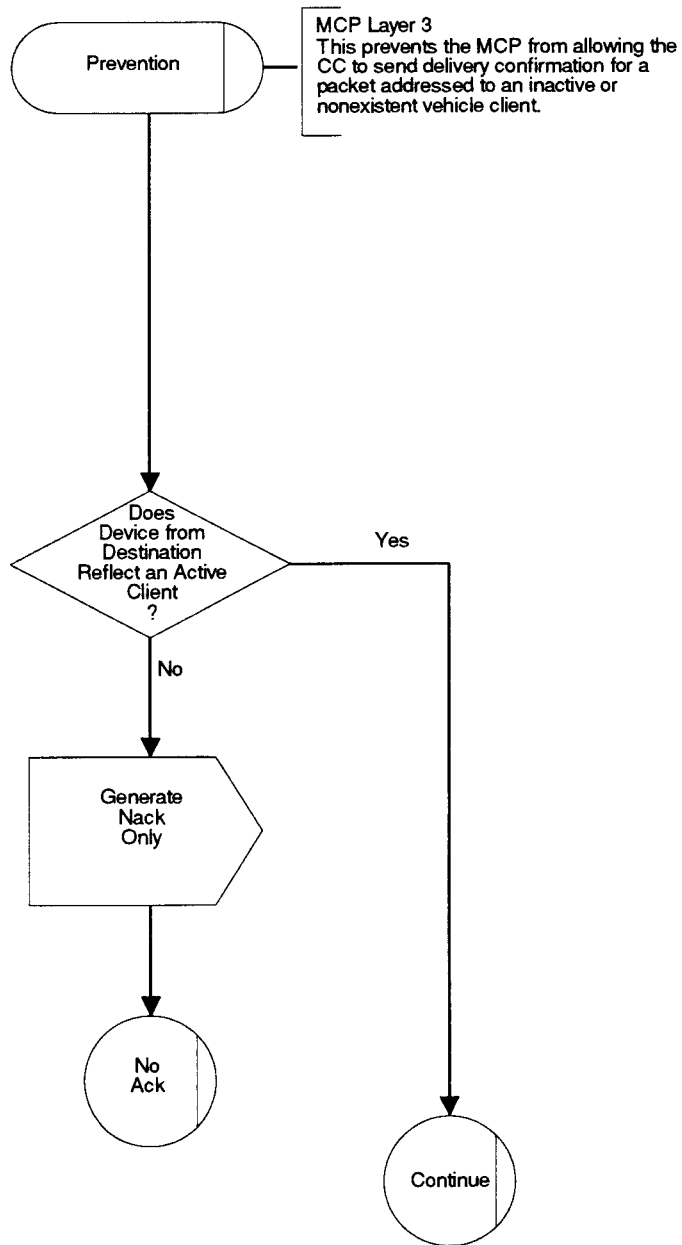 Prevention
MCP Layer 3
This prevents the MCP from allowing the
CC to send delivery confirmation for a
packet addressed to an inactive or
nonexistent vehicle client.
Does
Device from
Destination
Reflect an Active
Client
?
Yes
No
Generate
Nack
Only
No
Ack
Continue